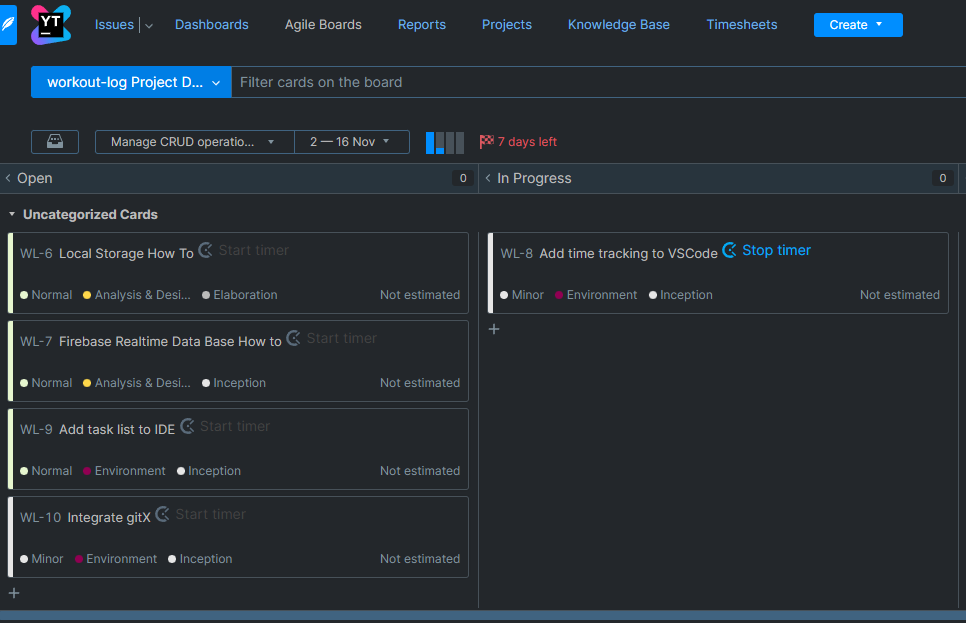 YT Issues Dashboards Agile Boards Reports Projects Knowledge Base Timesheets Create
workout-log Project D... Filter cards on the board
Manage CRUD operatio... 2 — 16 Nov 7 days left
Open 0 In Progress 0
Uncategorized Cards
WL-6 Local Storage How To Start timer
Normal Analysis & Desi... Elaboration Not estimated
WL-8 Add time tracking to VSCode Stop timer
Minor Environment Inception Not estimated
WL-7 Firebase Realtime Data Base How to Start timer
Normal Analysis & Desi... Inception Not estimated
WL-9 Add task list to IDE Start timer
Normal Environment Inception Not estimated
WL-10 Integrate gitX Start timer
Minor Environment Inception Not estimated